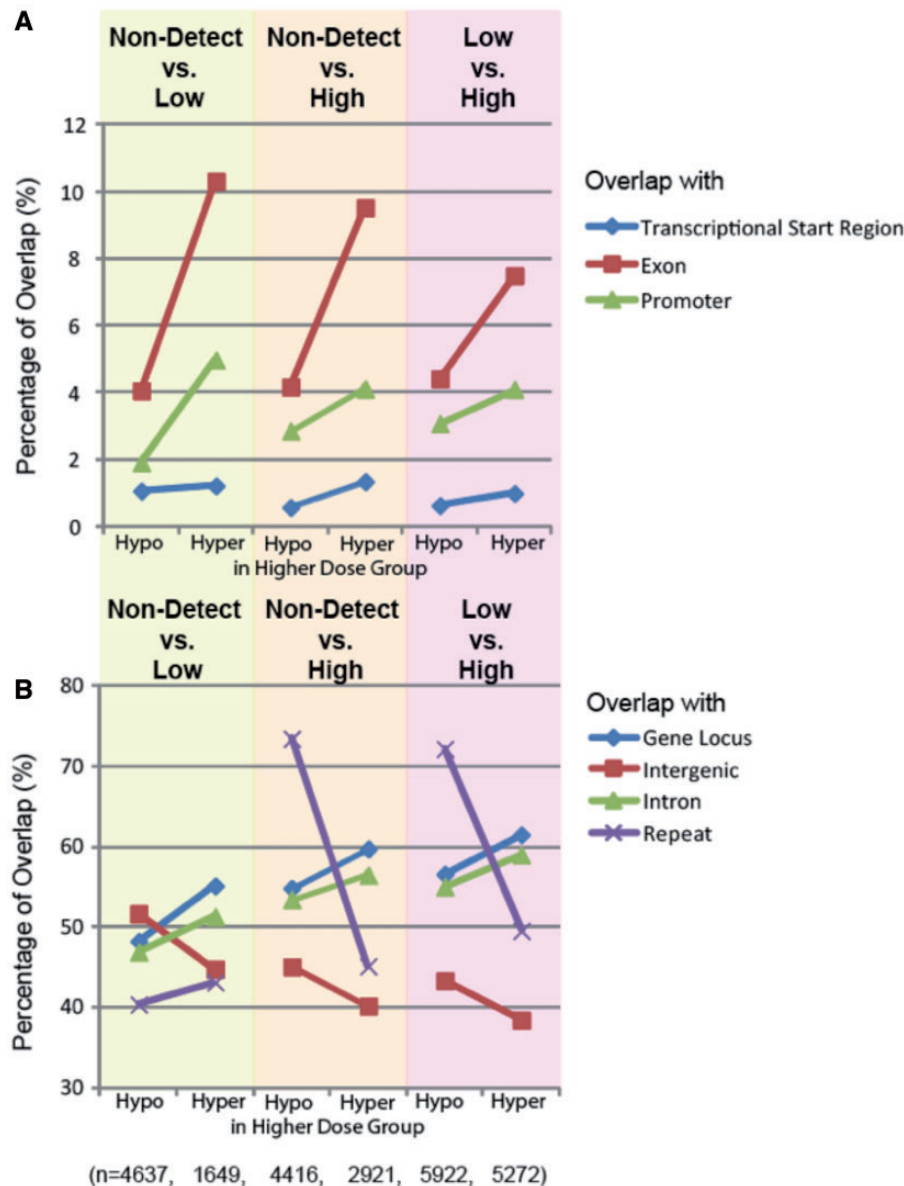 A
Non-Detect
vs.
Low
Non-Detect
vs.
High
Low
vs.
High
Percentage of Overlap (%)
12
10
8
6
4
2
0
Hypo Hyper Hypo Hyper Hypo Hyper
in Higher Dose Group
Overlap with
Transcriptional Start Region
Exon
Promoter
Non-Detect
vs.
Low
Non-Detect
vs.
High
Low
vs.
High
B
Percentage of Overlap (%)
80
70
60
50
40
30
Hypo Hyper Hypo Hyper Hypo Hyper
in Higher Dose Group
Overlap with
Gene Locus
Intergenic
Intron
Repeat
(n=4637, 1649, 4416, 2921, 5922, 5272)